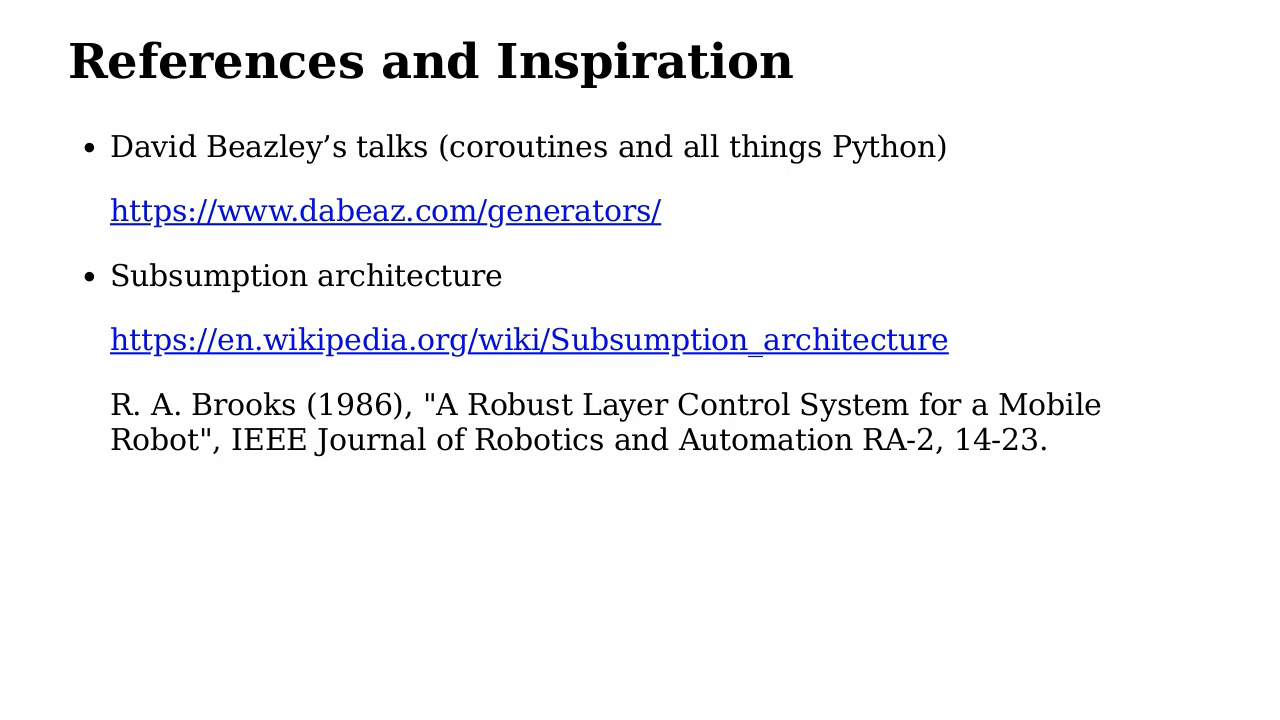 References and Inspiration
• David Beazley’s talks (coroutines and all things Python)
https://www.dabeaz.com/generators/
• Subsumption architecture
https://en.wikipedia.org/wiki/Subsumption_architecture
R. A. Brooks (1986), "A Robust Layer Control System for a Mobile
Robot", IEEE Journal of Robotics and Automation RA-2, 14-23.